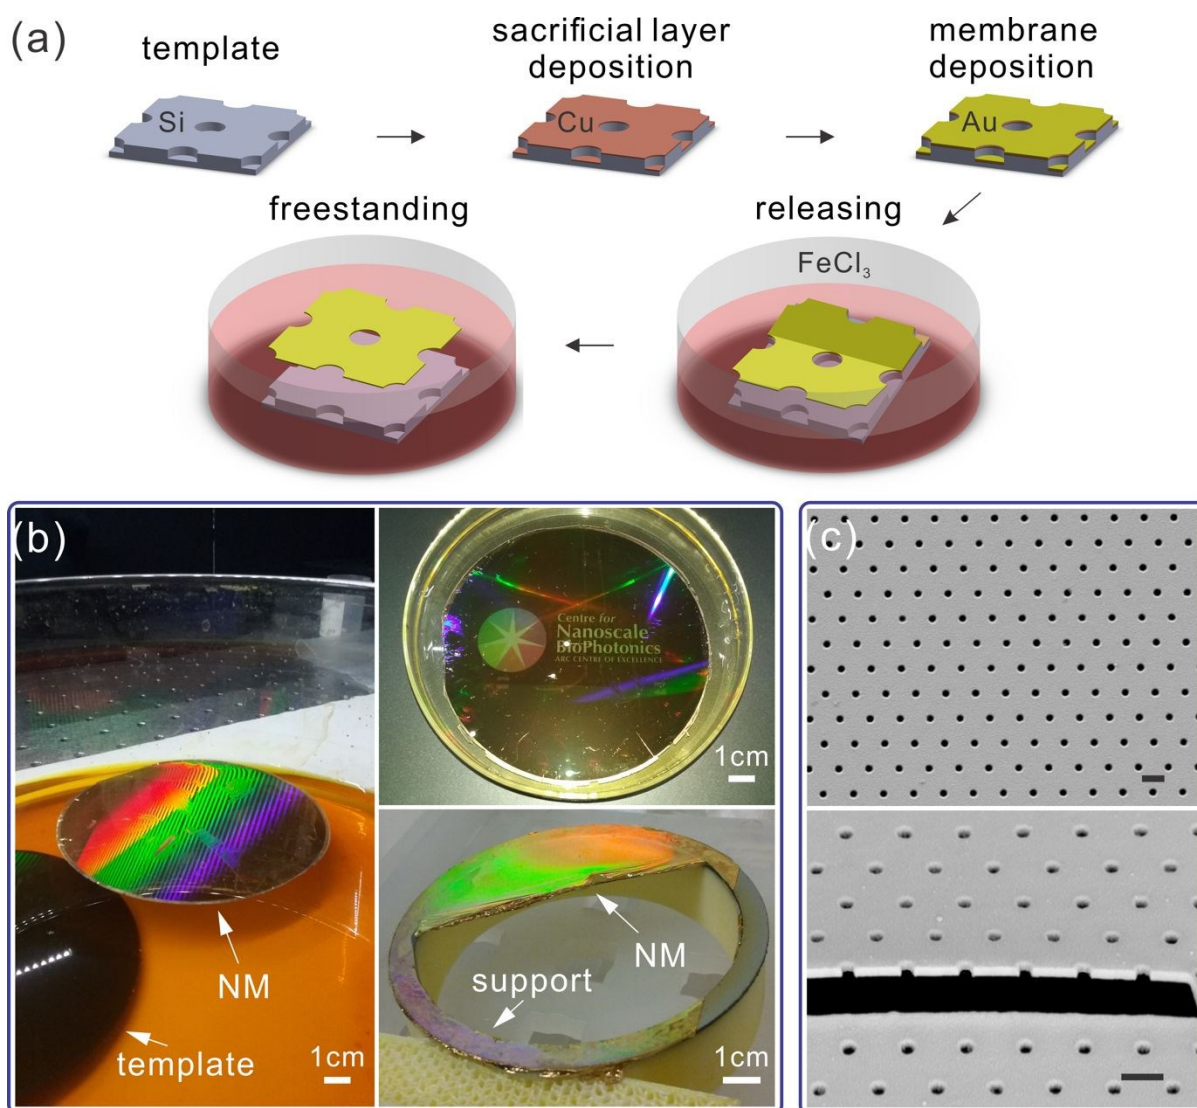 (a)
template
sacrificial layer
deposition
membrane
deposition
Si
Cu
Au
freestanding
releasing
FeCl₃
(b)
NM
template
1cm
Centre for
Nanoscale
BioPhotonics
ARC CENTRE OF EXCELLENCE
1cm
NM
support
1cm
(c)